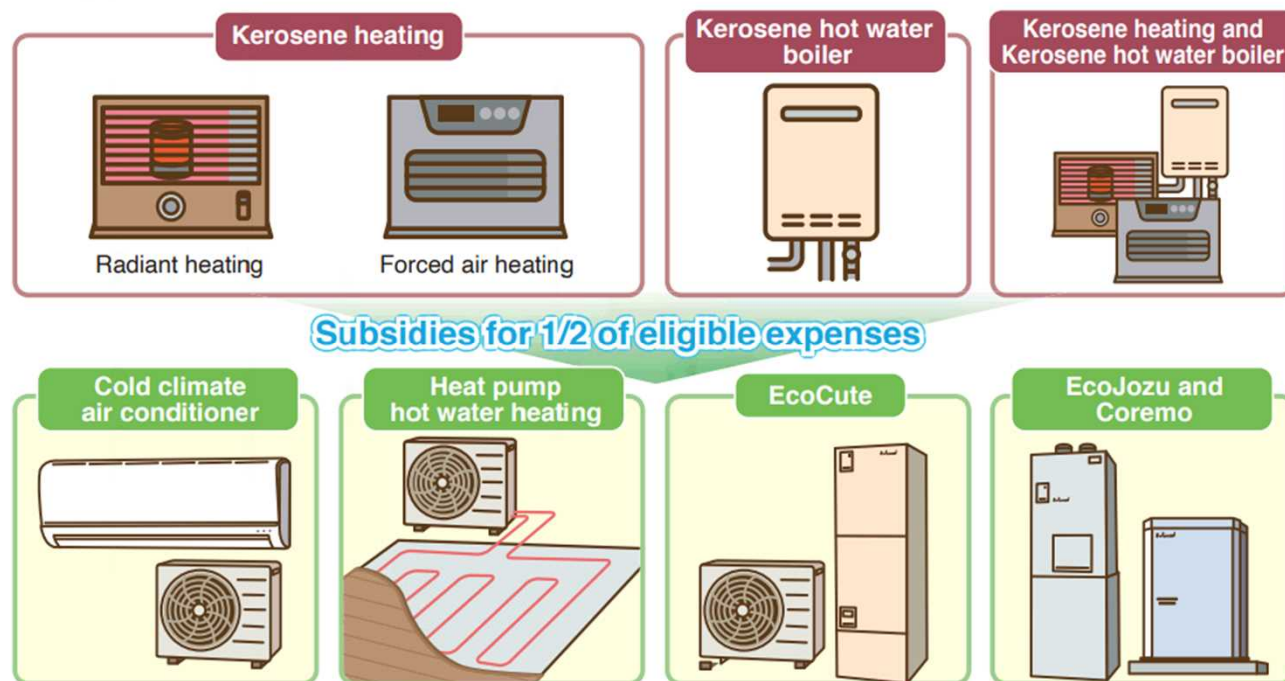 Kerosene heating
Radiant heating
Forced air heating
Kerosene hot water
boiler
Kerosene heating and
Kerosene hot water boiler
Subsidies for 1/2 of eligible expenses
Cold climate
air conditioner
Heat pump
hot water heating
EcoCute
EcoJozu and
Coremo